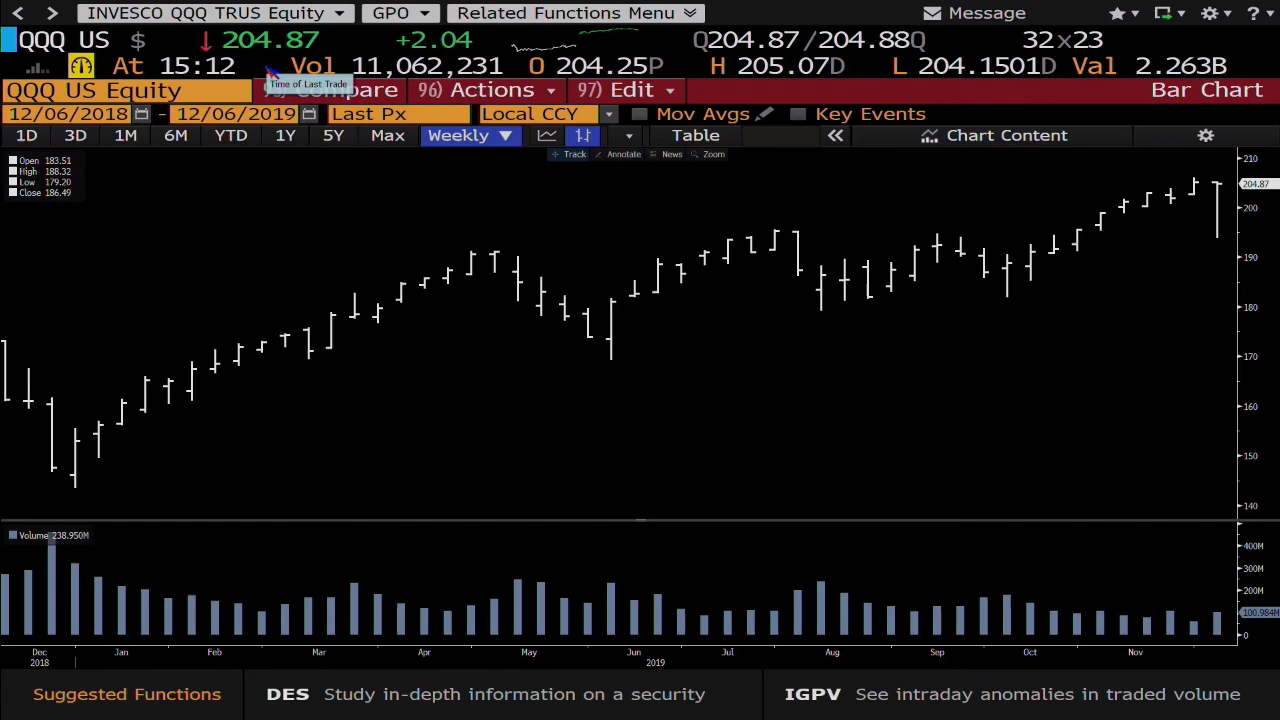 INVESCO QQQ TRUS Equity GPO Related Functions Menu Message
QQQ US $ ↓ 204.87 +2.04 Q204.87/204.88Q 32x23
At 15:12 Vol 11,062,231 O 204.25P H 205.07D L 204.1501D Val 2.263B
Time of Last Trade
QQQ US Equity Compare 96) Actions 97) Edit Bar Chart
12/06/2018 - 12/06/2019 Last Px Local CCY Mov Avgs Key Events
1D 3D 1M 6M YTD 1Y 5Y Max Weekly ▼ Table « Chart Content
Track Annotate News Zoom
Open 183.51
High 188.32
Low 179.20
Close 186.49
210
204.87
200
190
180
170
160
150
140
Volume 238.950M
400M
300M
200M
100.984M
0
Dec Jan Feb Mar Apr May Jun Jul Aug Sep Oct Nov
2018 2019
Suggested Functions DES Study in-depth information on a security IGPV See intraday anomalies in traded volume